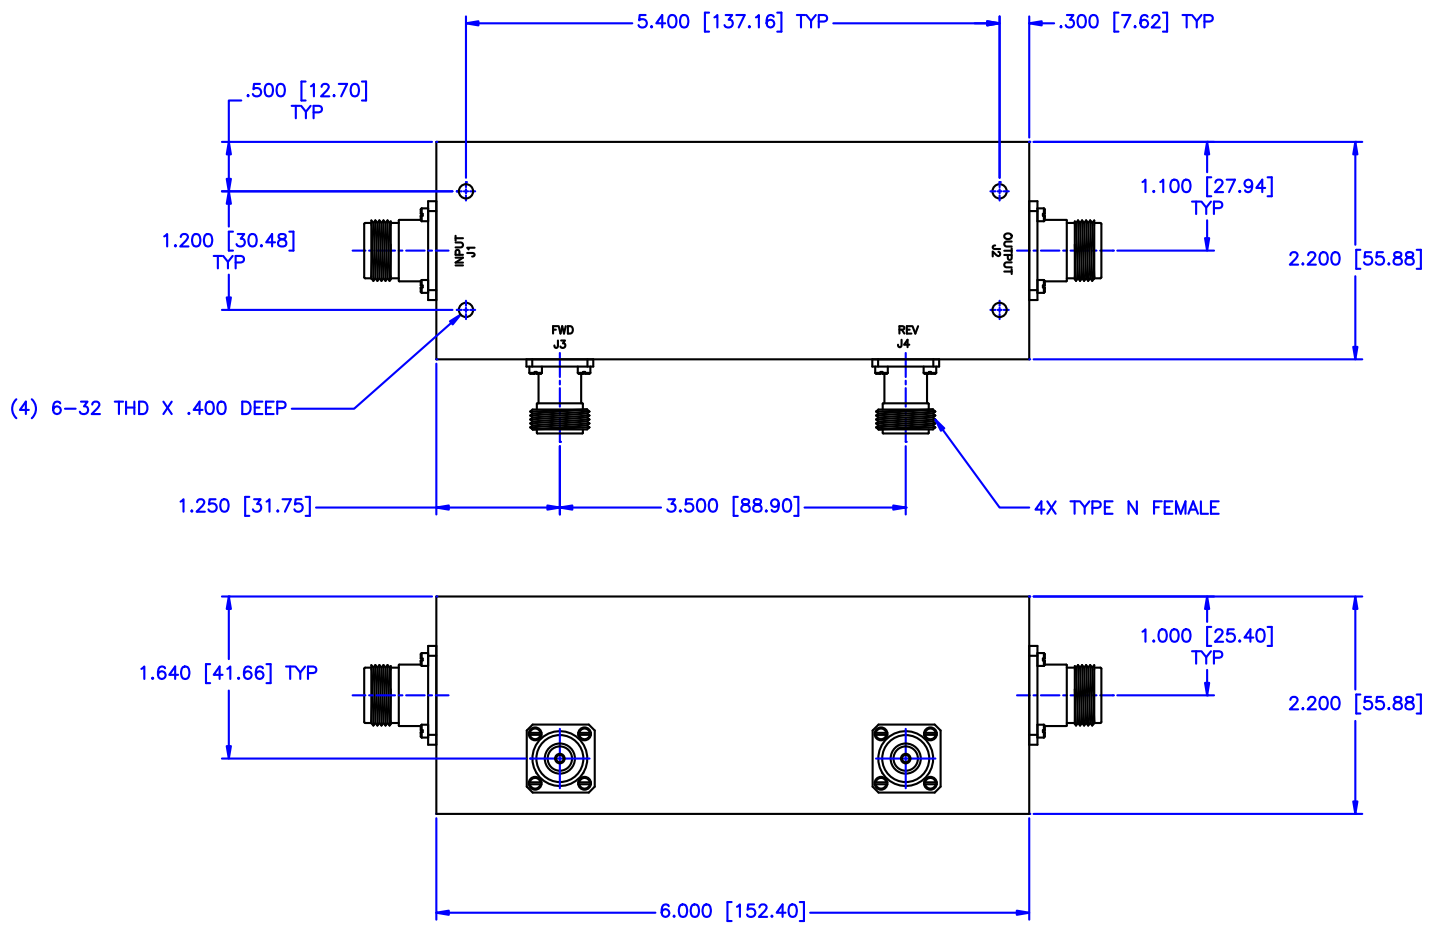 5.400 [137.16] TYP
.300 [7.62] TYP
.500 [12.70]
TYP
1.100 [27.94]
TYP
1.200 [30.48]
TYP
INPUT
J1
OUTPUT
J2
2.200 [55.88]
FWD
J3
REV
J4
(4) 6-32 THD X .400 DEEP
1.250 [31.75]
3.500 [88.90]
4X TYPE N FEMALE
1.000 [25.40]
TYP
1.640 [41.66] TYP
2.200 [55.88]
6.000 [152.40]